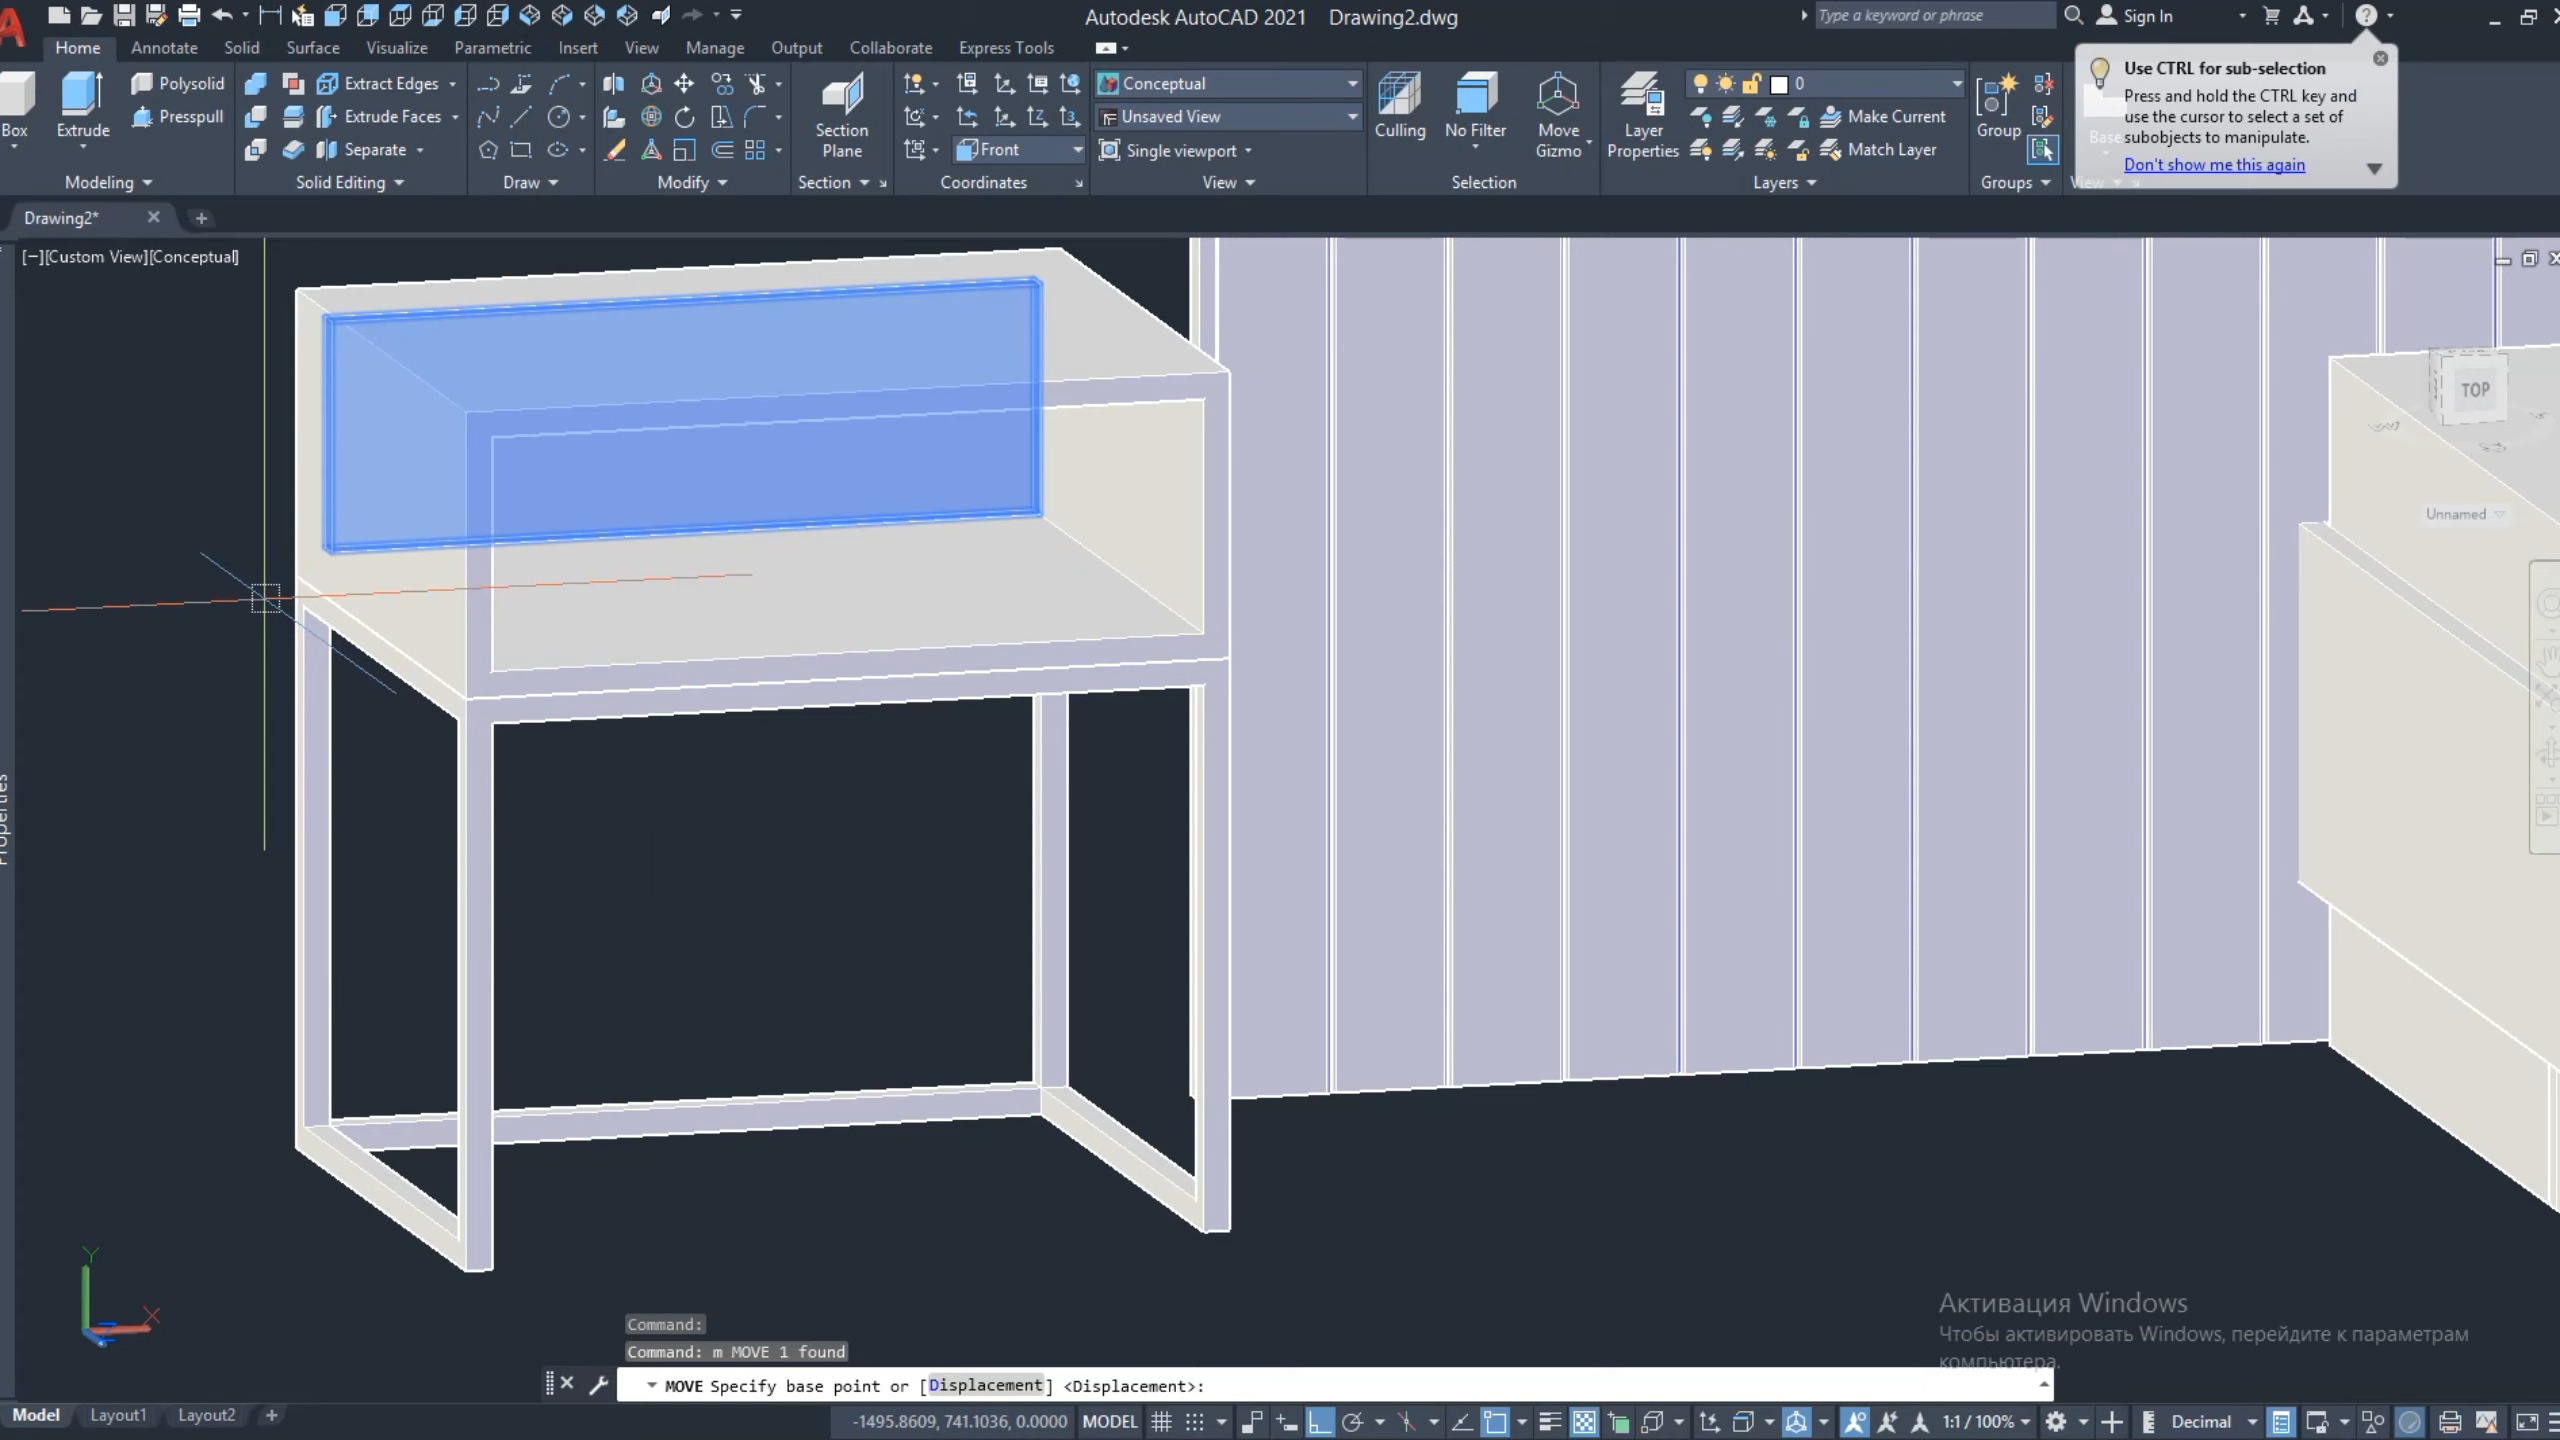 Autodesk AutoCAD 2021 Drawing2.dwg
Type a keyword or phrase
Sign In
Home Annotate Solid Surface Visualize Parametric Insert View Manage Output Collaborate Express Tools
Use CTRL for sub-selection
Press and hold the CTRL key and
use the cursor to select a set of
subobjects to manipulate.
Don't show me this again
Box
Extrude
Polysolid
Presspull
Extract Edges
Extrude Faces
Separate
Section
Plane
Front
Conceptual
Unsaved View
Single viewport
Culling
No Filter
Move
Gizmo
Layer
Properties
0
Make Current
Match Layer
Group
Base
Modeling
Solid Editing
Draw
Modify
Section
Coordinates
View
Selection
Layers
Groups
View
Drawing2*
[−][Custom View][Conceptual]
TOP
Unnamed
Properties
Y
X
Активация Windows
Чтобы активировать Windows, перейдите к параметрам
компьютера.
Command:
Command: m MOVE 1 found
MOVE Specify base point or [Displacement] <Displacement>:
Model Layout1 Layout2
-1495.8609, 741.1036, 0.0000 MODEL 1:1 / 100% Decimal